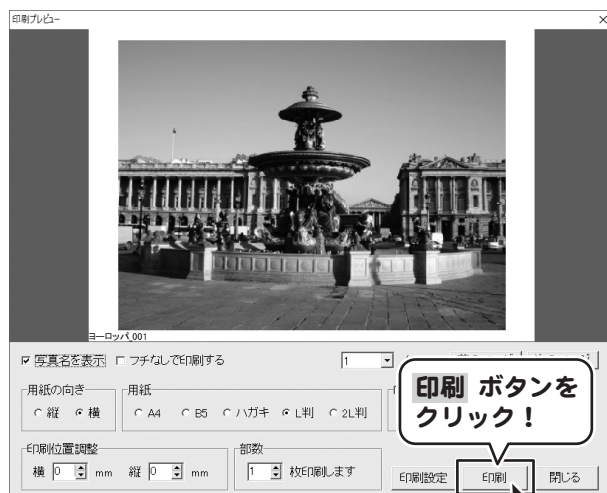 印刷プレビュー ×
ヨーロッパ_001
写真名を表示 フチなしで印刷する 1
用紙の向き 用紙
縦 横 A4 B5 ハガキ L判 2L判
印刷 ボタンを
クリック!
印刷位置調整 部数
横 0 mm 縦 0 mm 1 枚印刷します 印刷設定 印刷 閉じる